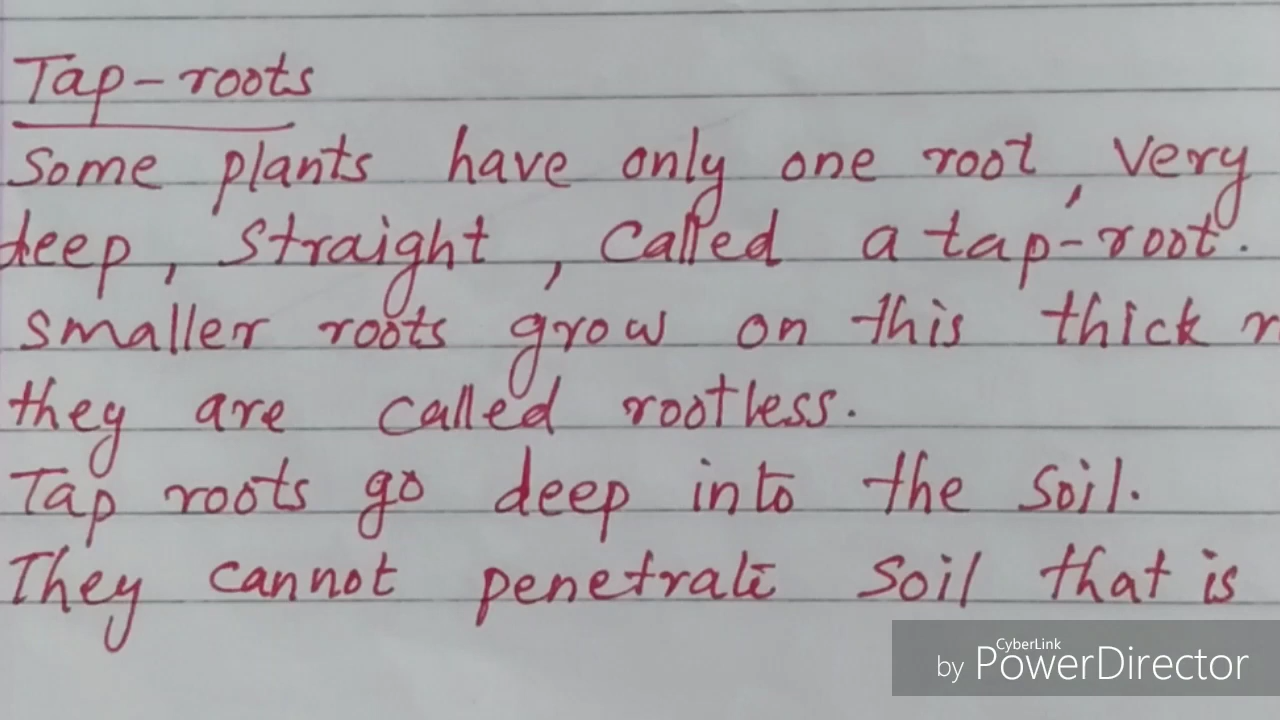 Tap-roots
Some plants have only one root, very
deep, straight, called a tap-root.
smaller roots grow on this thick
they are called rootless.
Tap roots go deep into the soil.
They cannot penetrate soil that is
CyberLink
by PowerDirector